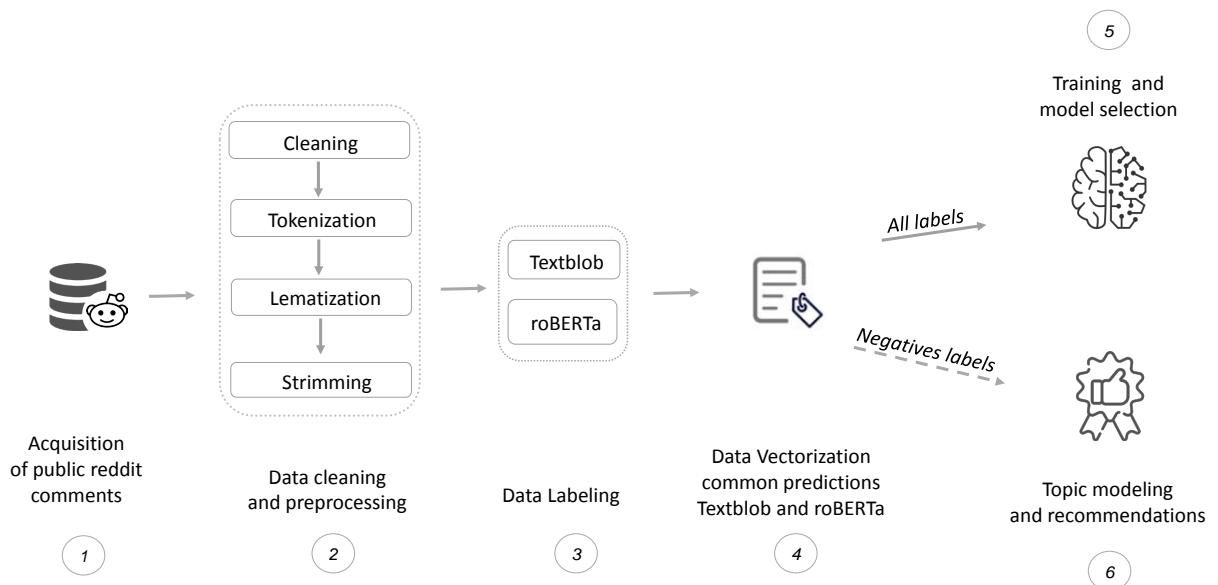 Acquisition
of public reddit
comments
1
Cleaning
Tokenization
Lematization
Strimming
Data cleaning
and preprocessing
2
Textblob
roBERTa
Data Labeling
3
Data Vectorization
common predictions
Textblob and roBERTa
4
All labels
Negatives labels
5
Training and
model selection
Topic modeling
and recommendations
6